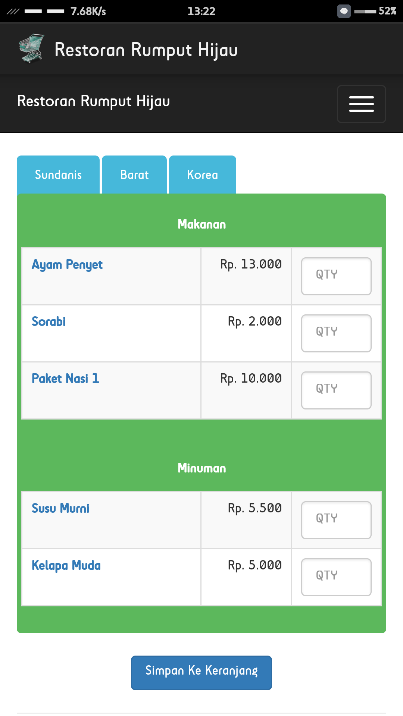 7.68K/s 13:22 52%
Restoran Rumput Hijau
Restoran Rumput Hijau
Sundanis Barat Korea
Makanan
Ayam Penyet Rp. 13.000 QTY
Sorabi Rp. 2.000 QTY
Paket Nasi 1 Rp. 10.000 QTY
Minuman
Susu Murni Rp. 5.500 QTY
Kelapa Muda Rp. 5.000 QTY
Simpan Ke Keranjang